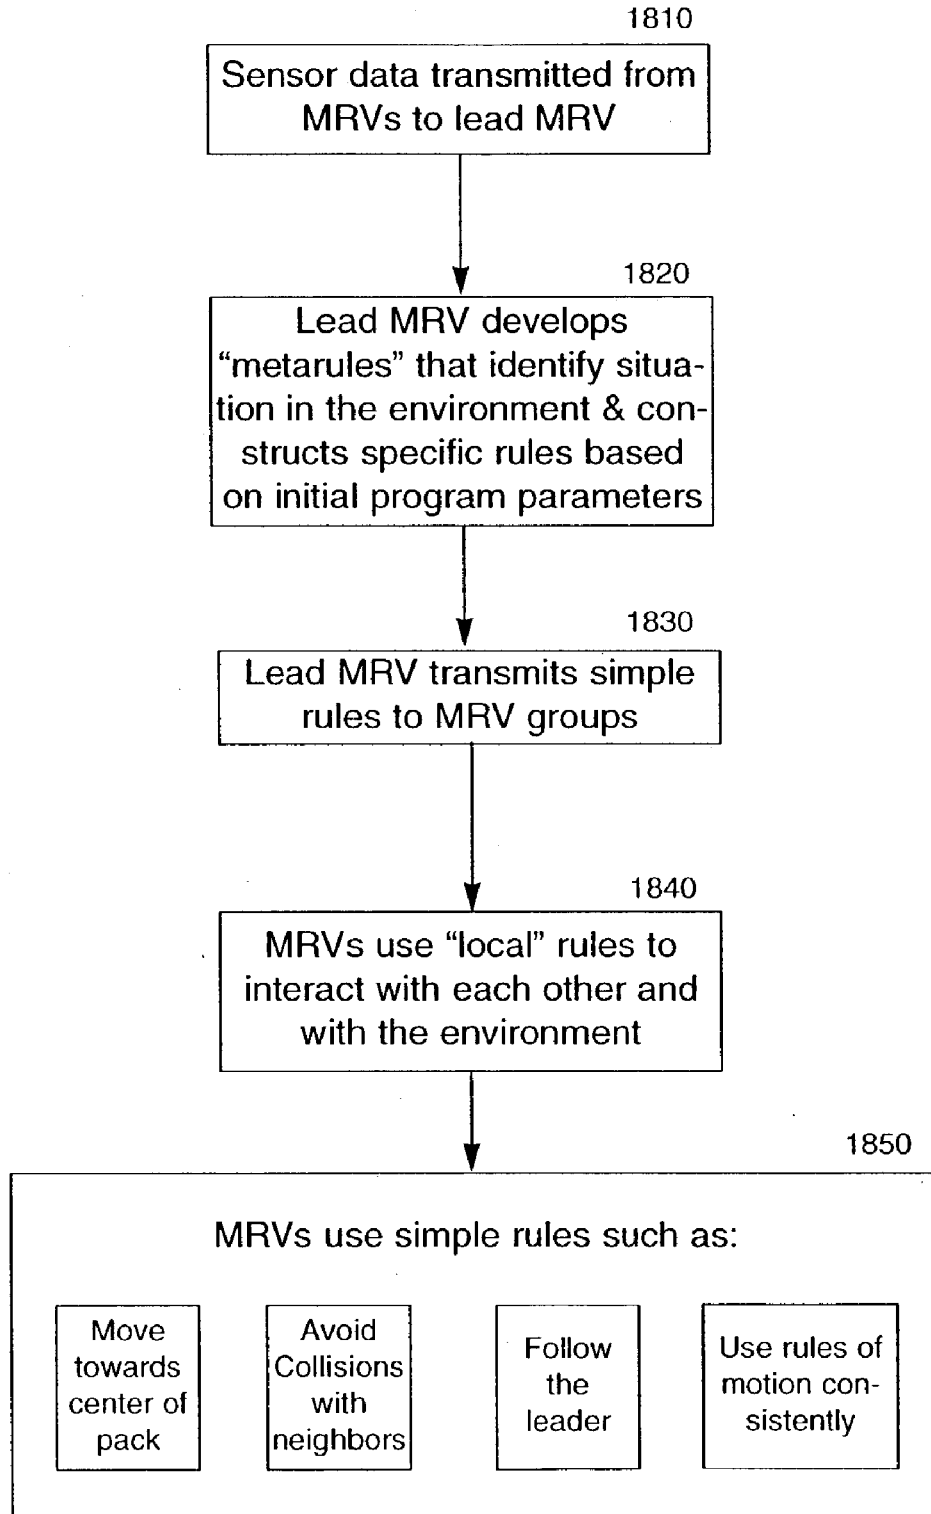 1810
Sensor data transmitted from
MRVs to lead MRV
1820
Lead MRV develops
“metarules” that identify situa-
tion in the environment & con-
structs specific rules based
on initial program parameters
1830
Lead MRV transmits simple
rules to MRV groups
1840
MRVs use “local” rules to
interact with each other and
with the environment
1850
MRVs use simple rules such as:
Move
towards
center of
pack
Avoid
Collisions
with
neighbors
Follow
the
leader
Use rules of
motion con-
sistently